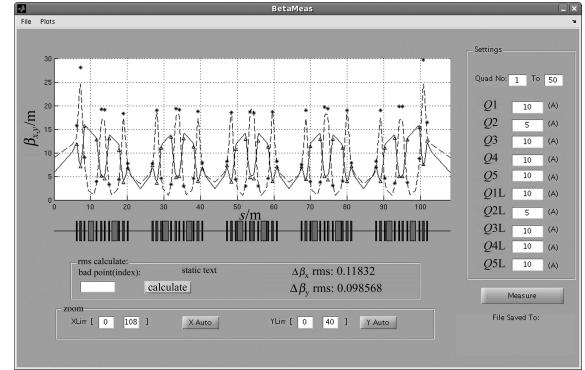 BetaMeas
File Plots
30
25
20
15
10
5
0
βx,y/m
0 10 20 30 40 50 60 70 80 90 100
s/m
rms calculate:
bad point(index): static text
calculate
Δβx rms: 0.11832
Δβy rms: 0.098568
zoom
XLim [ 0 108 ] X Auto YLim [ 0 40 ] Y Auto
Settings
Quad No: 1 To 50
Q1 10 (A)
Q2 5 (A)
Q3 10 (A)
Q4 10 (A)
Q5 10 (A)
Q1L 10 (A)
Q2L 5 (A)
Q3L 10 (A)
Q4L 10 (A)
Q5L 10 (A)
Measure
File Saved To: